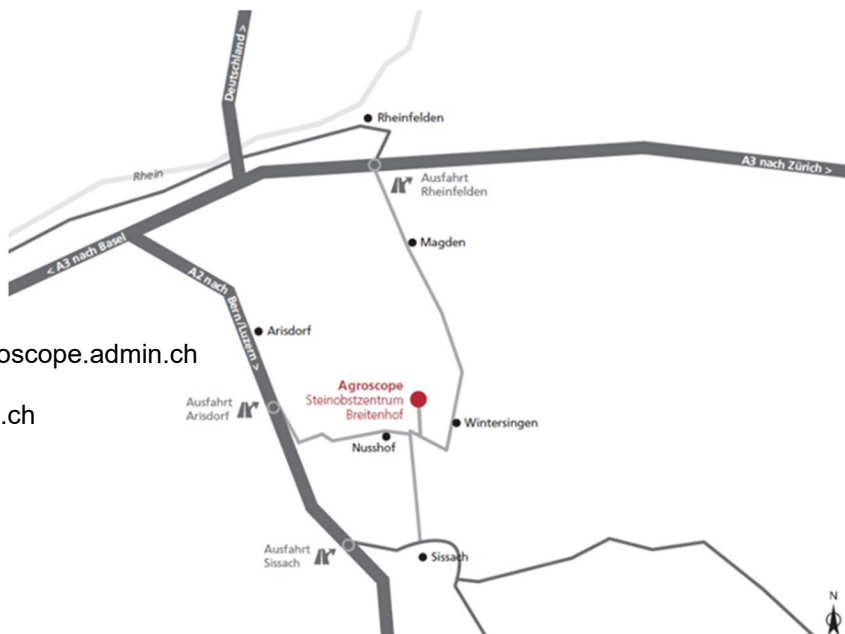 Deutschland >
Rheinfelden
Rhein
A3 nach Zürich >
Ausfahrt
Rheinfelden
< A3 nach Basel
Magden
A2 nach Bern/Luzern >
Arisdorf
oscope.admin.ch
Agroscope
Steinobstzentrum
Breitenhof
Ausfahrt
Arisdorf
.ch
Wintersingen
Nusshof
Ausfahrt
Sissach
Sissach
N